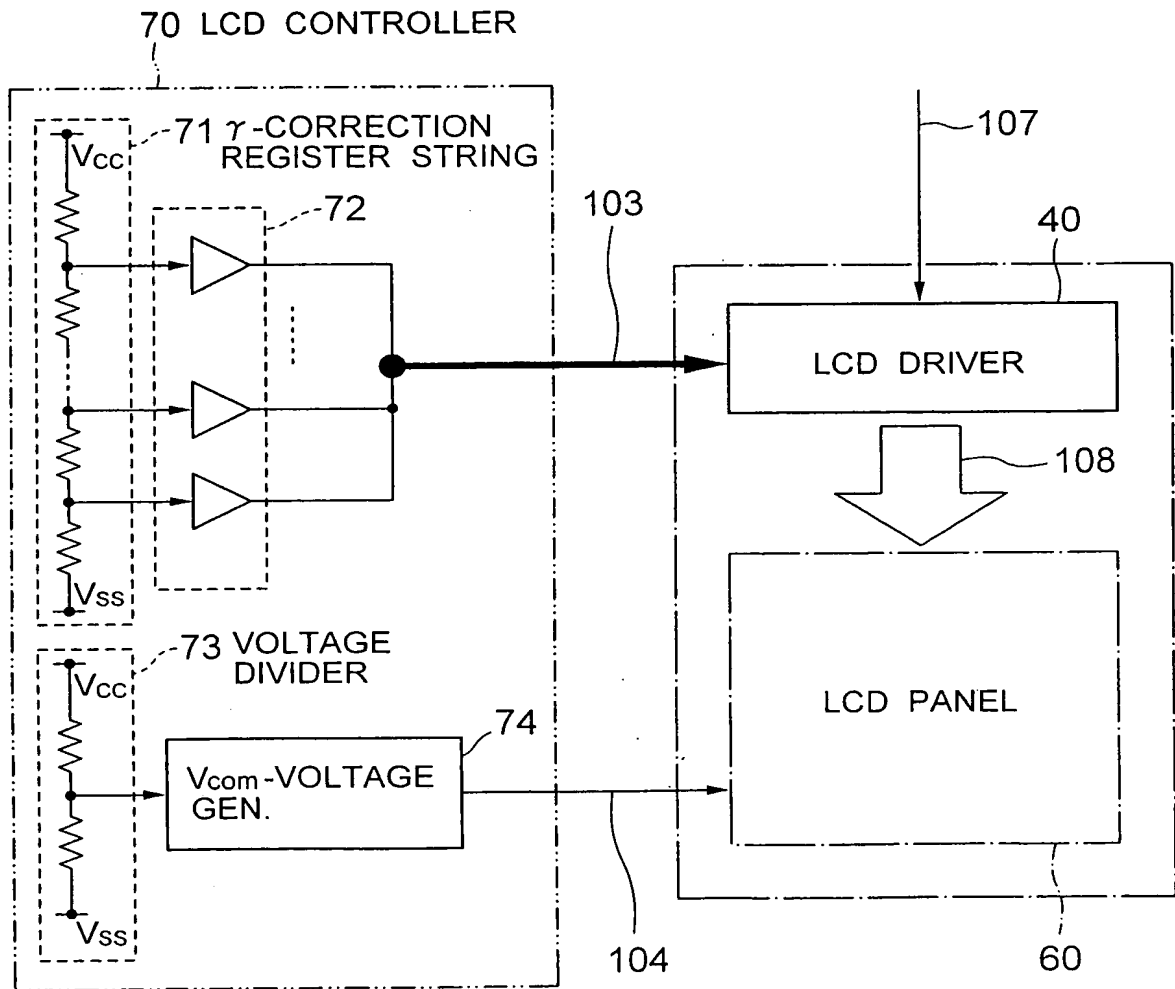 70 LCD CONTROLLER
71 γ-CORRECTION
REGISTER STRING
VCC
72
103
107
40
LCD DRIVER
108
VSS
73 VOLTAGE
DIVIDER
VCC
LCD PANEL
74
Vcom-VOLTAGE
GEN.
VSS
104
60